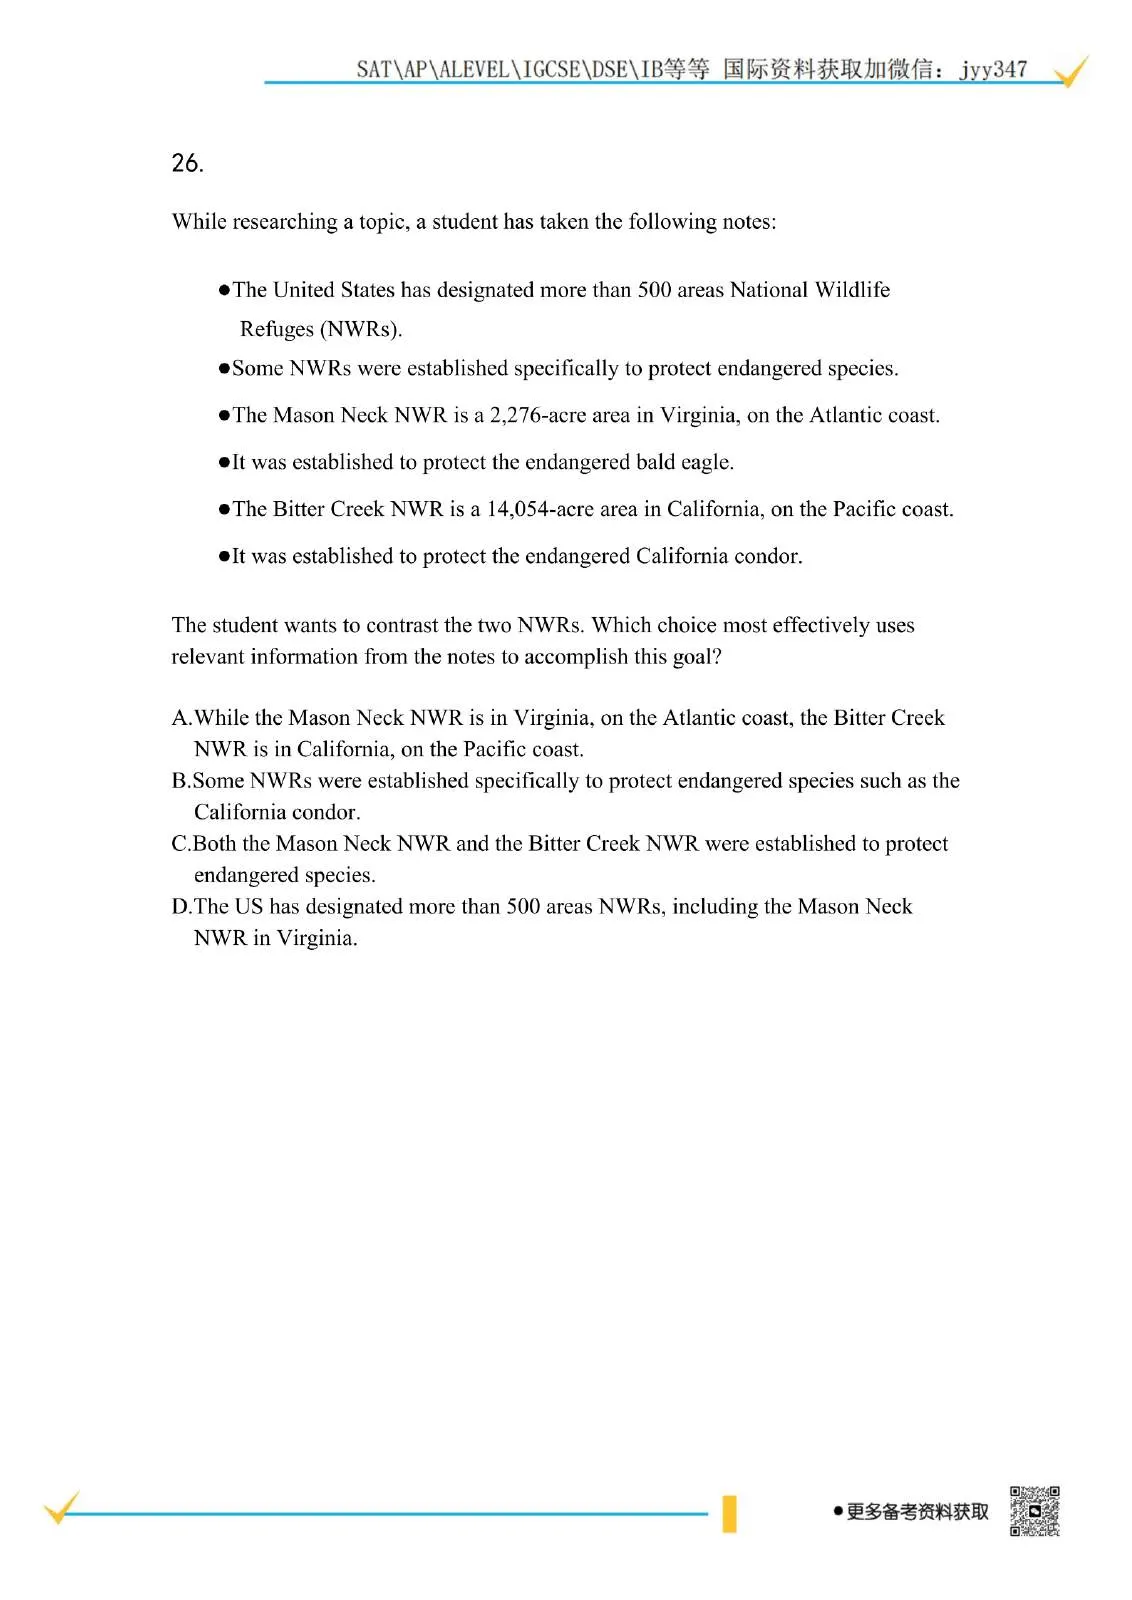 SAT\AP\ALEVEL\IGCSE\DSE\IB等等 国际资料获取加微信：jyy347
26.
While researching a topic, a student has taken the following notes:
●The United States has designated more than 500 areas National Wildlife
Refuges (NWRs).
●Some NWRs were established specifically to protect endangered species.
●The Mason Neck NWR is a 2,276-acre area in Virginia, on the Atlantic coast.
●It was established to protect the endangered bald eagle.
●The Bitter Creek NWR is a 14,054-acre area in California, on the Pacific coast.
●It was established to protect the endangered California condor.
The student wants to contrast the two NWRs. Which choice most effectively uses
relevant information from the notes to accomplish this goal?
A.While the Mason Neck NWR is in Virginia, on the Atlantic coast, the Bitter Creek
NWR is in California, on the Pacific coast.
B.Some NWRs were established specifically to protect endangered species such as the
California condor.
C.Both the Mason Neck NWR and the Bitter Creek NWR were established to protect
endangered species.
D.The US has designated more than 500 areas NWRs, including the Mason Neck
NWR in Virginia.
●更多备考资料获取